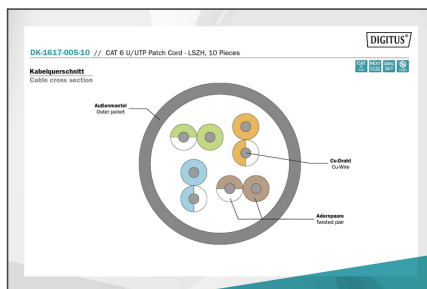 DIGITUS®
DK-1617-005-10 // CAT 6 U/UTP Patch Cord - LSZH, 10 Pieces
Kabelquerschnitt
Cable cross section
CAT
Außenmantel
Outer jacket
Cu-Draht
Cu-Wire
Adernpaare
Twisted pair